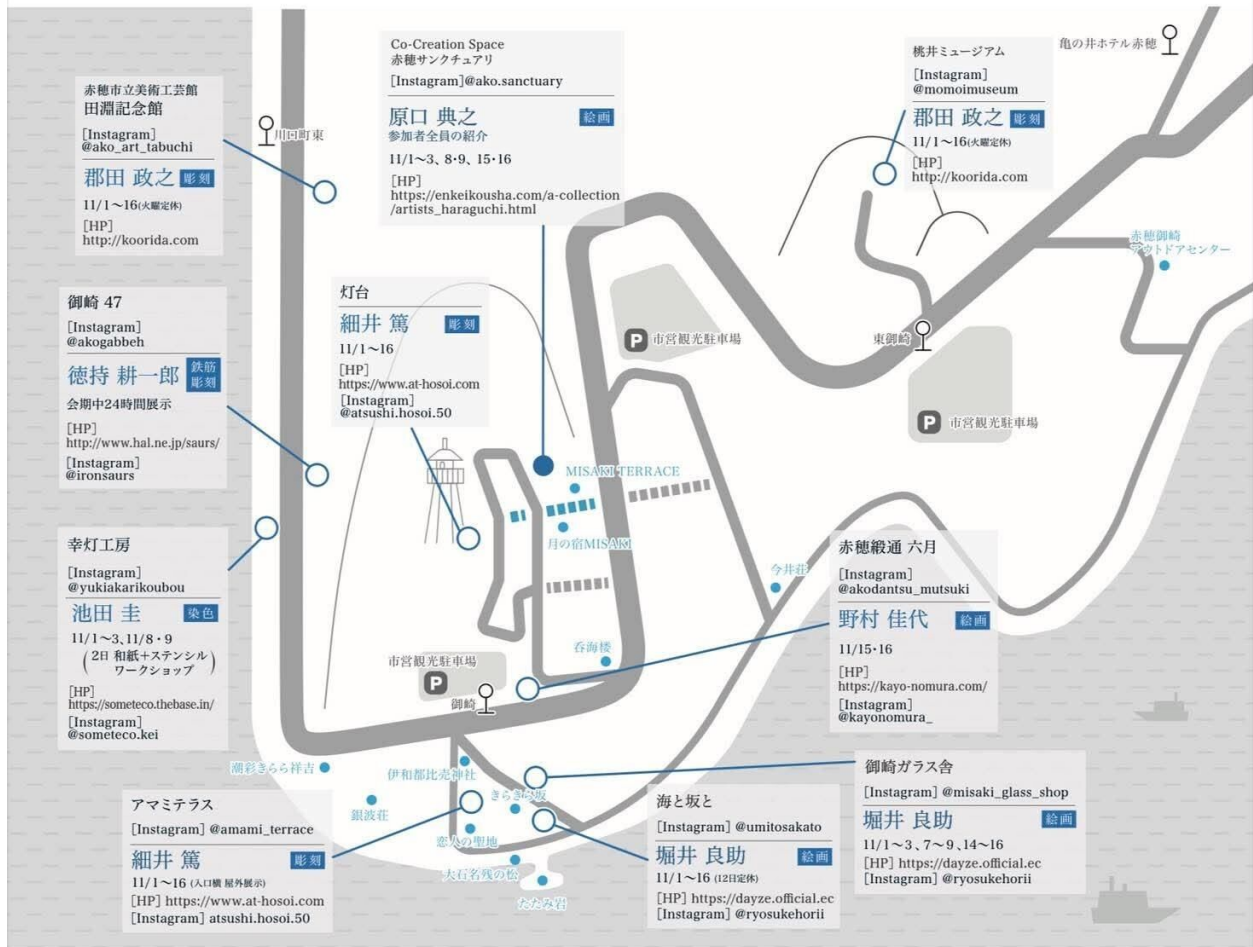 赤穂市立美術工芸館
田淵記念館
[Instagram]
@ako_art_tabuchi
郡田 政之 彫刻
11/1〜16(火曜定休)
[HP]
http://koorida.com
川口町東
Co-Creation Space
赤穂サンクチュアリ
[Instagram]@ako.sanctuary
原口 典之 絵画
参加者全員の紹介
11/1〜3、8・9、15・16
[HP]
https://enkeikousha.com/a-collection
/artists_haraguchi.html
桃井ミュージアム
[Instagram]
@momoimuseum
郡田 政之 彫刻
11/1〜16(火曜定休)
[HP]
http://koorida.com
亀の井ホテル赤穂
赤穂御崎
アウトドアセンター
御崎 47
[Instagram]
@akogabbeh
徳持 耕一郎 鉄筋
彫刻
会期中24時間展示
[HP]
http://www.hal.ne.jp/saurs/
[Instagram]
@ironsaurs
灯台
細井 篤 彫刻
11/1〜16
[HP]
https://www.at-hosoi.com
[Instagram]
@atsushi.hosoi.50
P 市営観光駐車場
東御崎
P 市営観光駐車場
MISAKI TERRACE
月の宿MISAKI
今井荘
呑海楼
市営観光駐車場
P
御崎
幸灯工房
[Instagram]
@yukiakarikoubou
池田 圭 染色
11/1〜3、11/8・9
(2日 和紙+ステンシル
ワークショップ)
[HP]
https://someteco.thebase.in/
[Instagram]
@someteco.kei
赤穂緞通 六月
[Instagram]
@akodantsu_mutsuki
野村 佳代 絵画
11/15・16
[HP]
https://kayo-nomura.com/
[Instagram]
@kayonomura_
潮彩きらら祥吉
伊和都比売神社
きらきら坂
銀波荘
恋人の聖地
大石名残の松
たたみ岩
アマミテラス
[Instagram] @amami_terrace
細井 篤 彫刻
11/1〜16 (入口横 屋外展示)
[HP] https://www.at-hosoi.com
[Instagram] atsushi.hosoi.50
海と坂と
[Instagram] @umitosakato
堀井 良助 絵画
11/1〜16 (12日定休)
[HP] https://dayze.official.ec
[Instagram] @ryosukehorii
御崎ガラス舎
[Instagram] @misaki_glass_shop
堀井 良助 絵画
11/1〜3、7〜9、14〜16
[HP] https://dayze.official.ec
[Instagram] @ryosukehorii